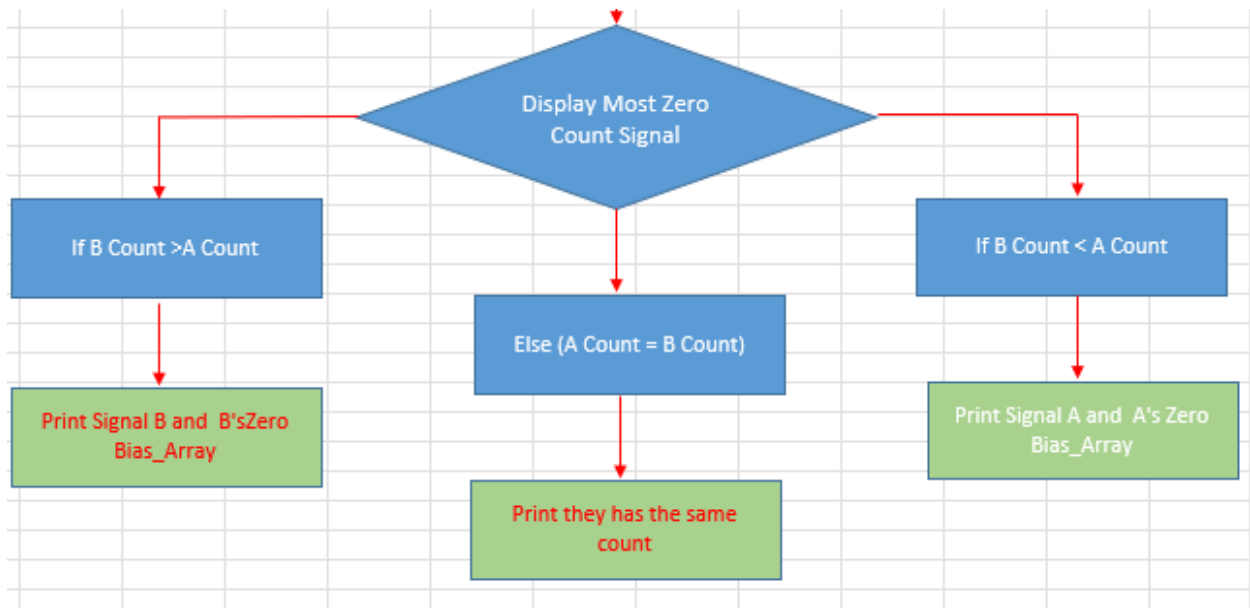 Display Most Zero
Count Signal
If B Count >A Count
If B Count < A Count
Else (A Count = B Count)
Print Signal B and  B'sZero
Bias_Array
Print Signal A and  A's Zero
Bias_Array
Print they has the same
count